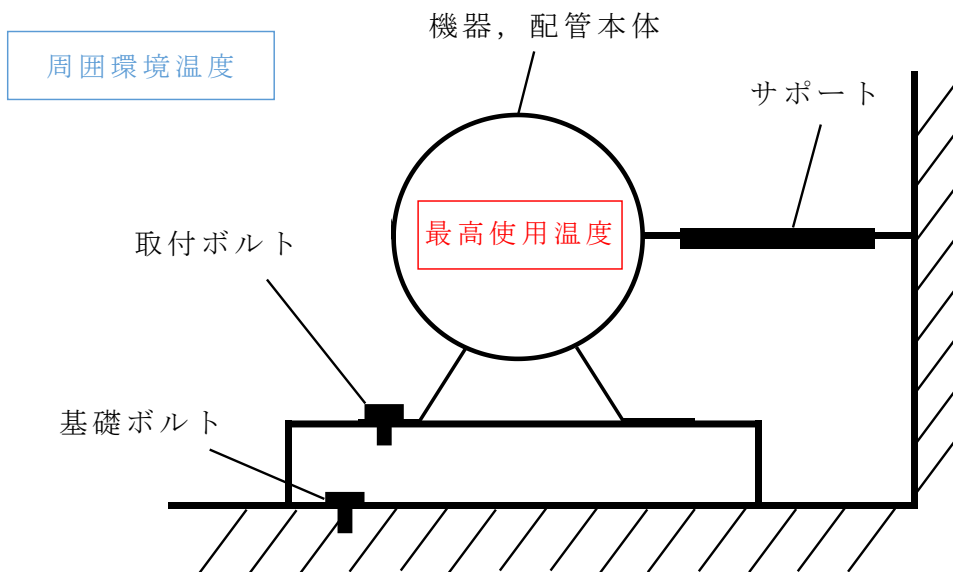 機器，配管本体
周囲環境温度
サポート
最高使用温度
取付ボルト
基礎ボルト